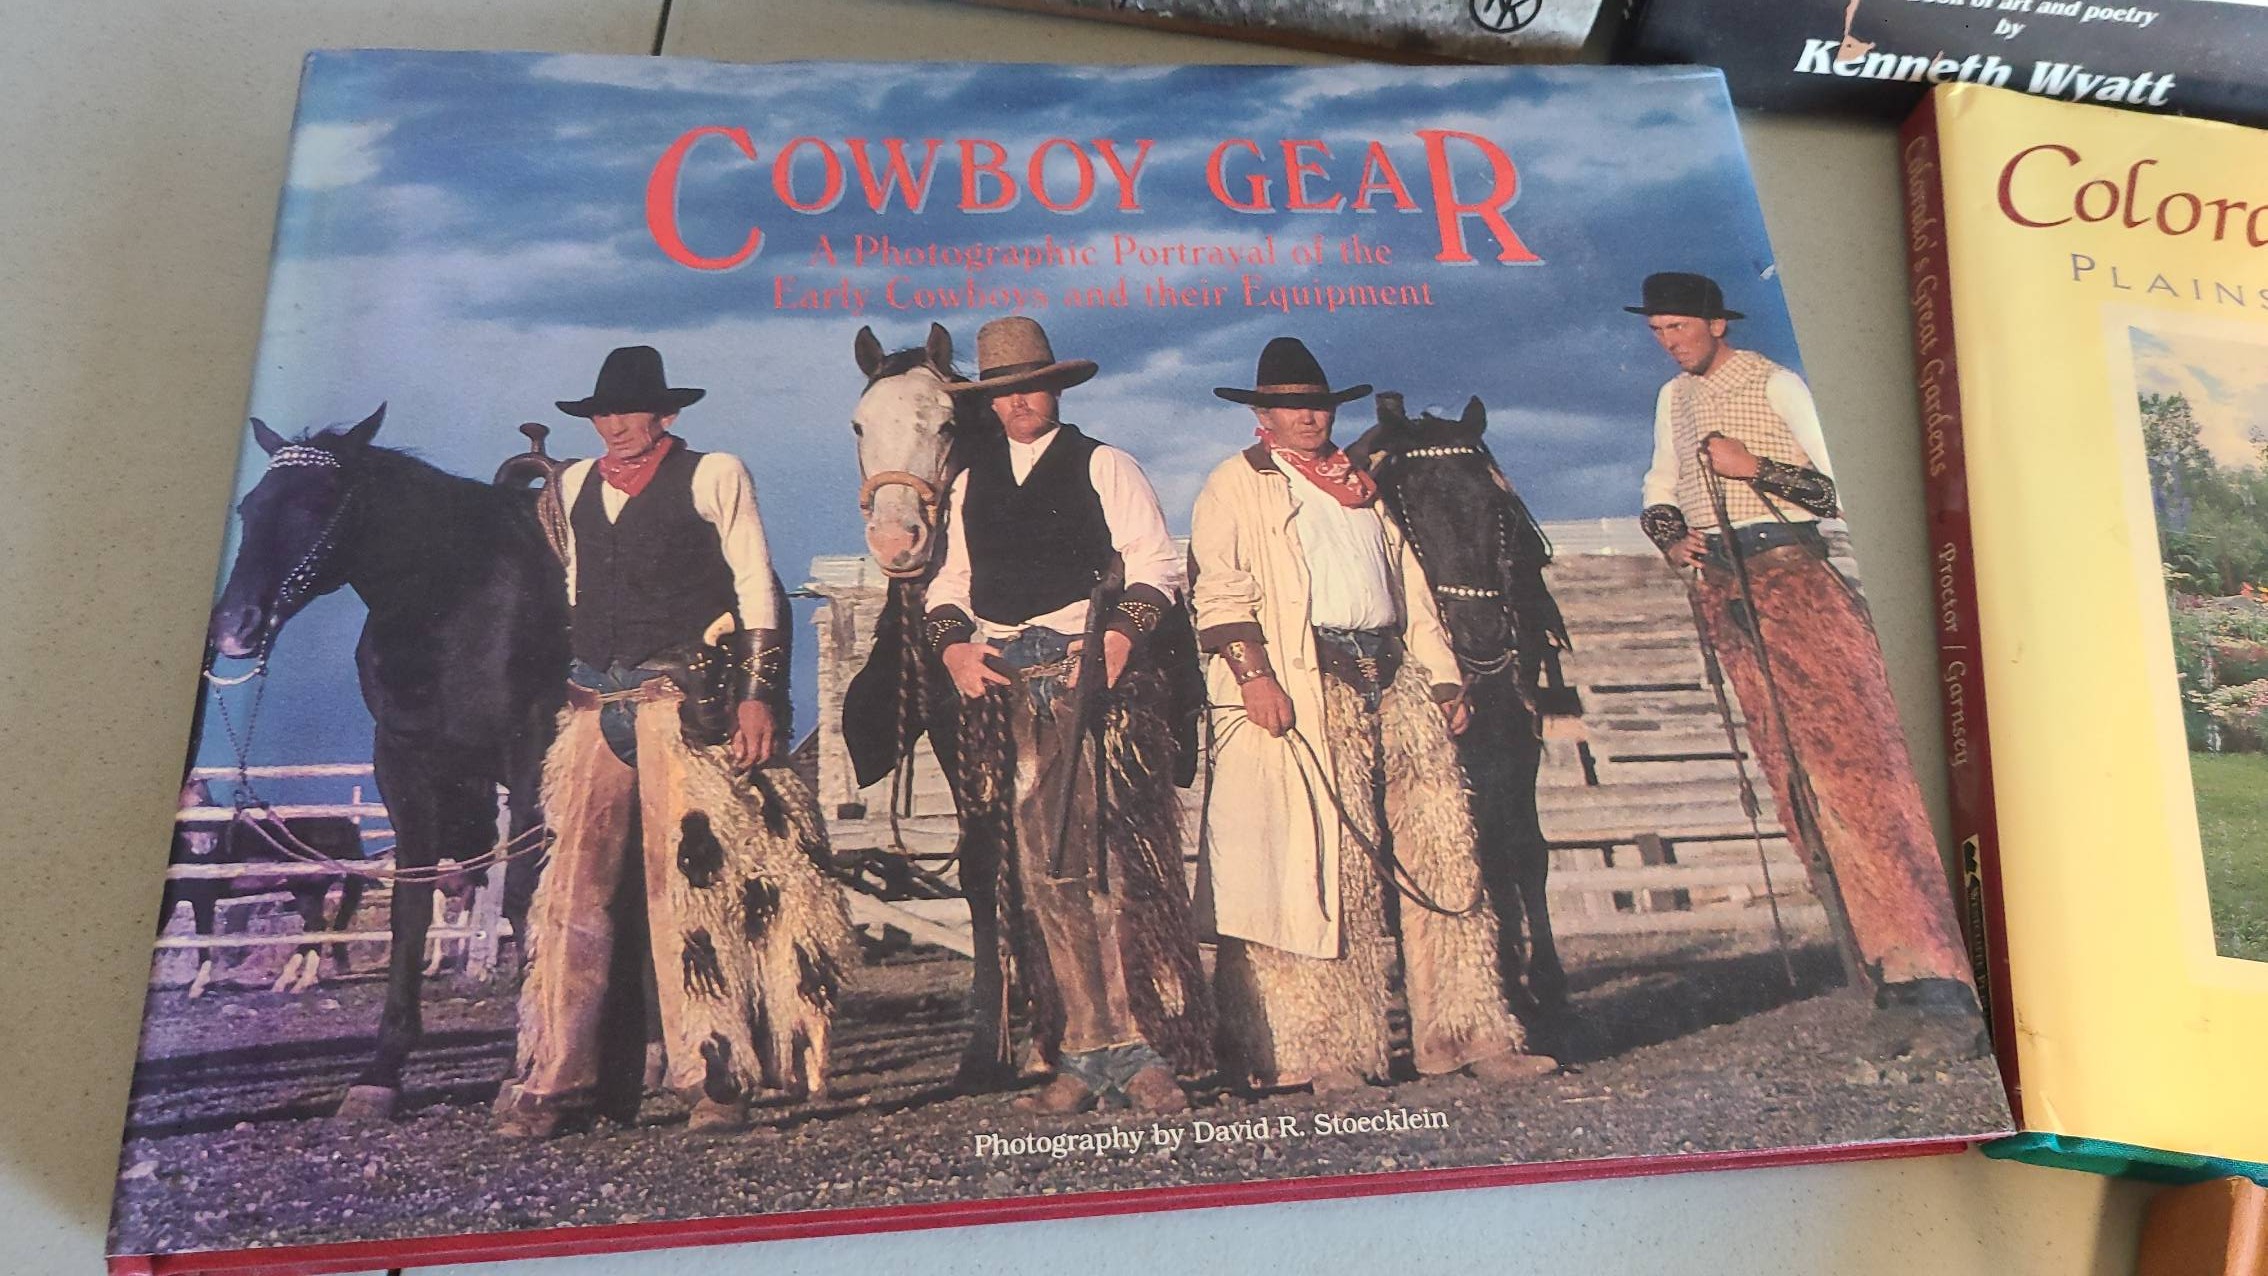 COWBOY GEAR
A Photographic Portrayal of the
Early Cowboys and their Equipment
Photography by David R. Stoecklein
of art and poetry
by
Kenneth Wyatt
Colorado's Great Gardens
Proctor / Garnsey
Colora
PLAINS